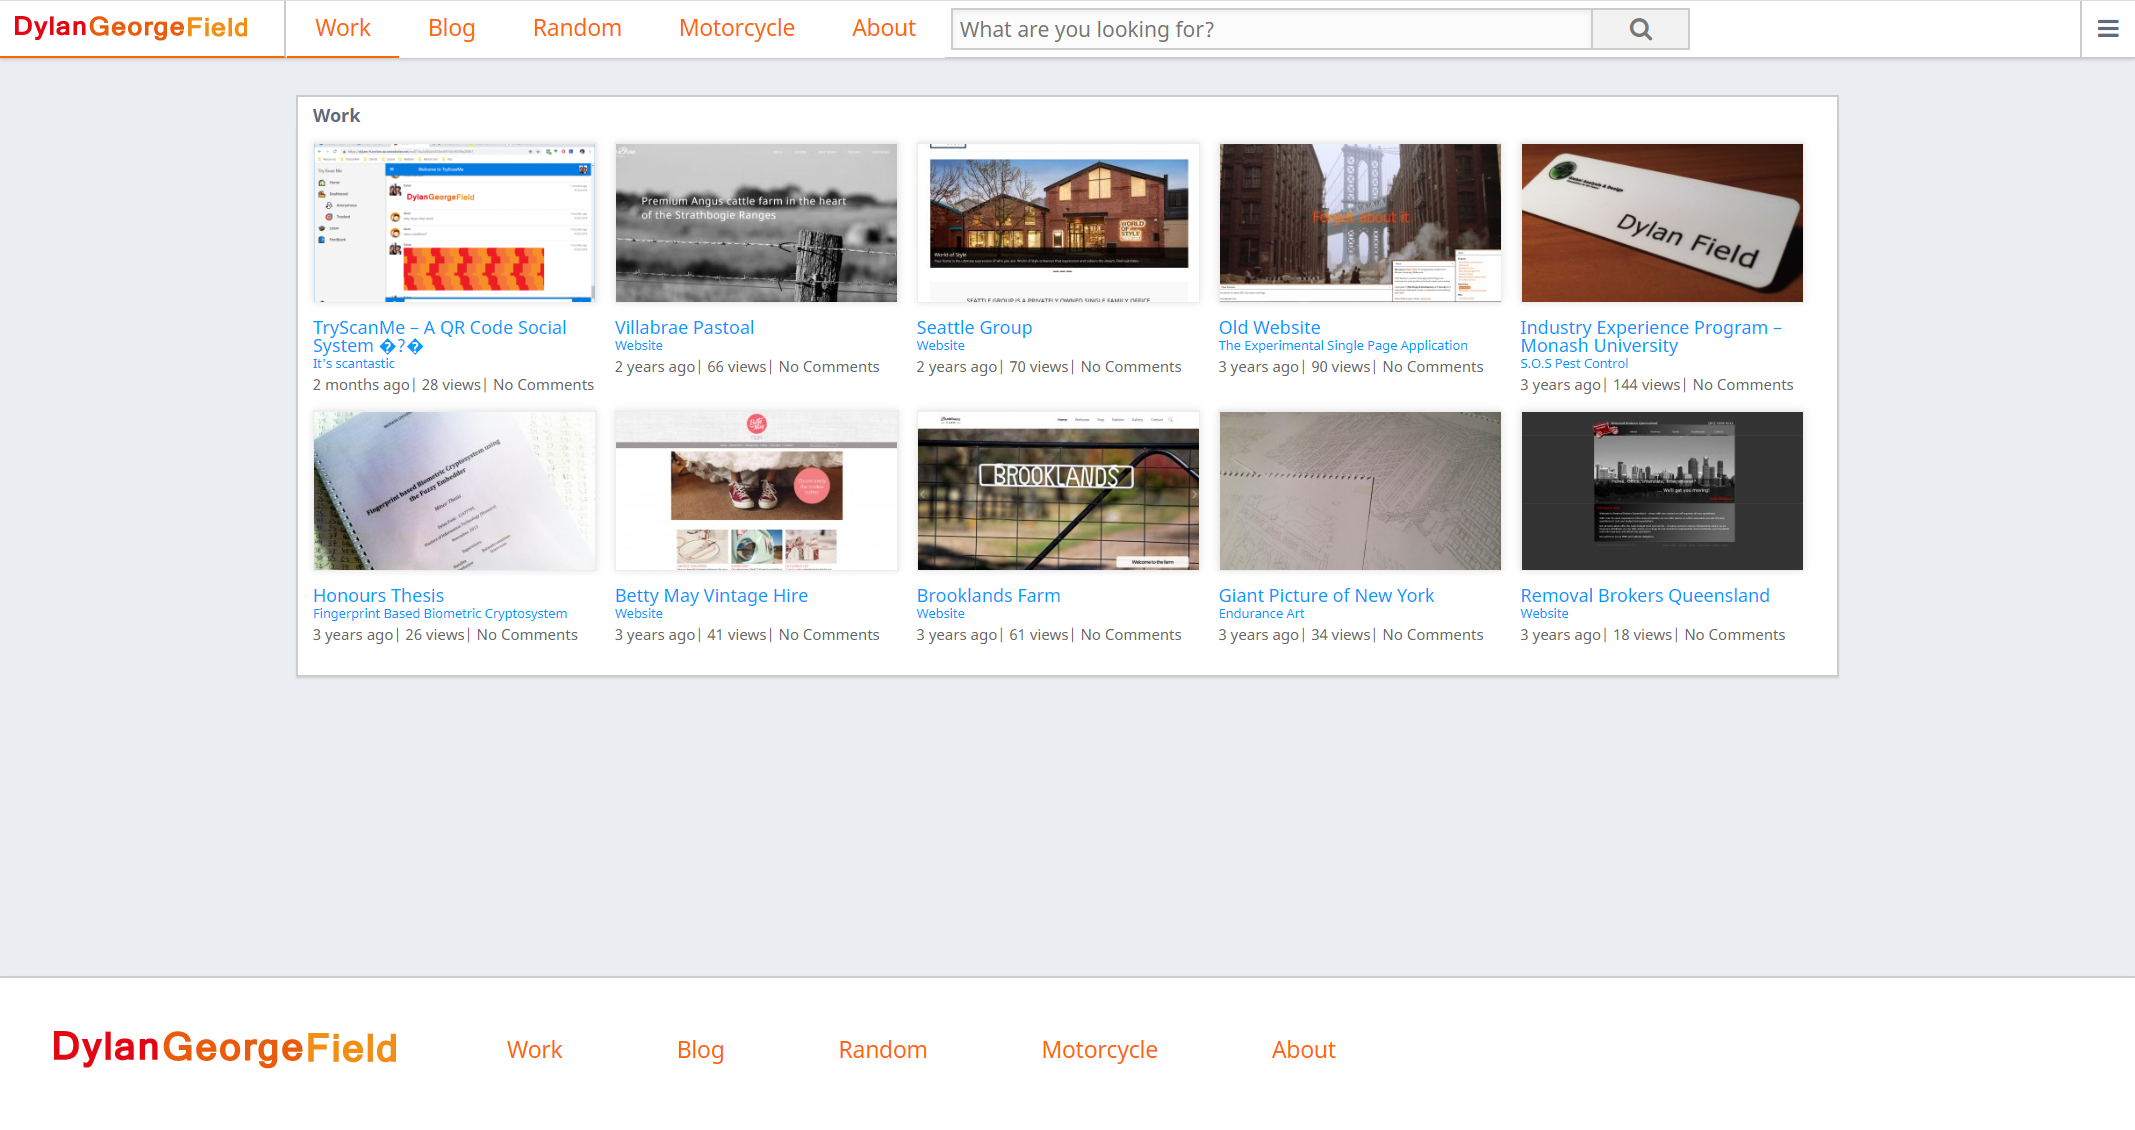 DylanGeorgeField
Work
Blog
Random
Motorcycle
About
What are you looking for?
Work
Welcome to TryScanMe
DylanGeorgeField
Premium Angus cattle farm in the heart
of the Strathbogie Ranges
WORLD
OF
STYLE
World of Style
SEATTLE GROUP IS A PRIVATELY OWNED SINGLE FAMILY OFFICE
Forget about it
Dylan Field
TryScanMe – A QR Code Social
System �?�
It's scantastic
2 months ago| 28 views| No Comments
Villabrae Pastoal
Website
2 years ago| 66 views| No Comments
Seattle Group
Website
2 years ago| 70 views| No Comments
Old Website
The Experimental Single Page Application
3 years ago| 90 views| No Comments
Industry Experience Program –
Monash University
S.O.S Pest Control
3 years ago| 144 views| No Comments
Fingerprint based Biometric Cryptosystem using
the Fuzzy Embedder
Minor Thesis
BROOKLANDS
Welcome to the farm
Honours Thesis
Fingerprint Based Biometric Cryptosystem
3 years ago| 26 views| No Comments
Betty May Vintage Hire
Website
3 years ago| 41 views| No Comments
Brooklands Farm
Website
3 years ago| 61 views| No Comments
Giant Picture of New York
Endurance Art
3 years ago| 34 views| No Comments
Removal Brokers Queensland
Website
3 years ago| 18 views| No Comments
DylanGeorgeField
Work
Blog
Random
Motorcycle
About